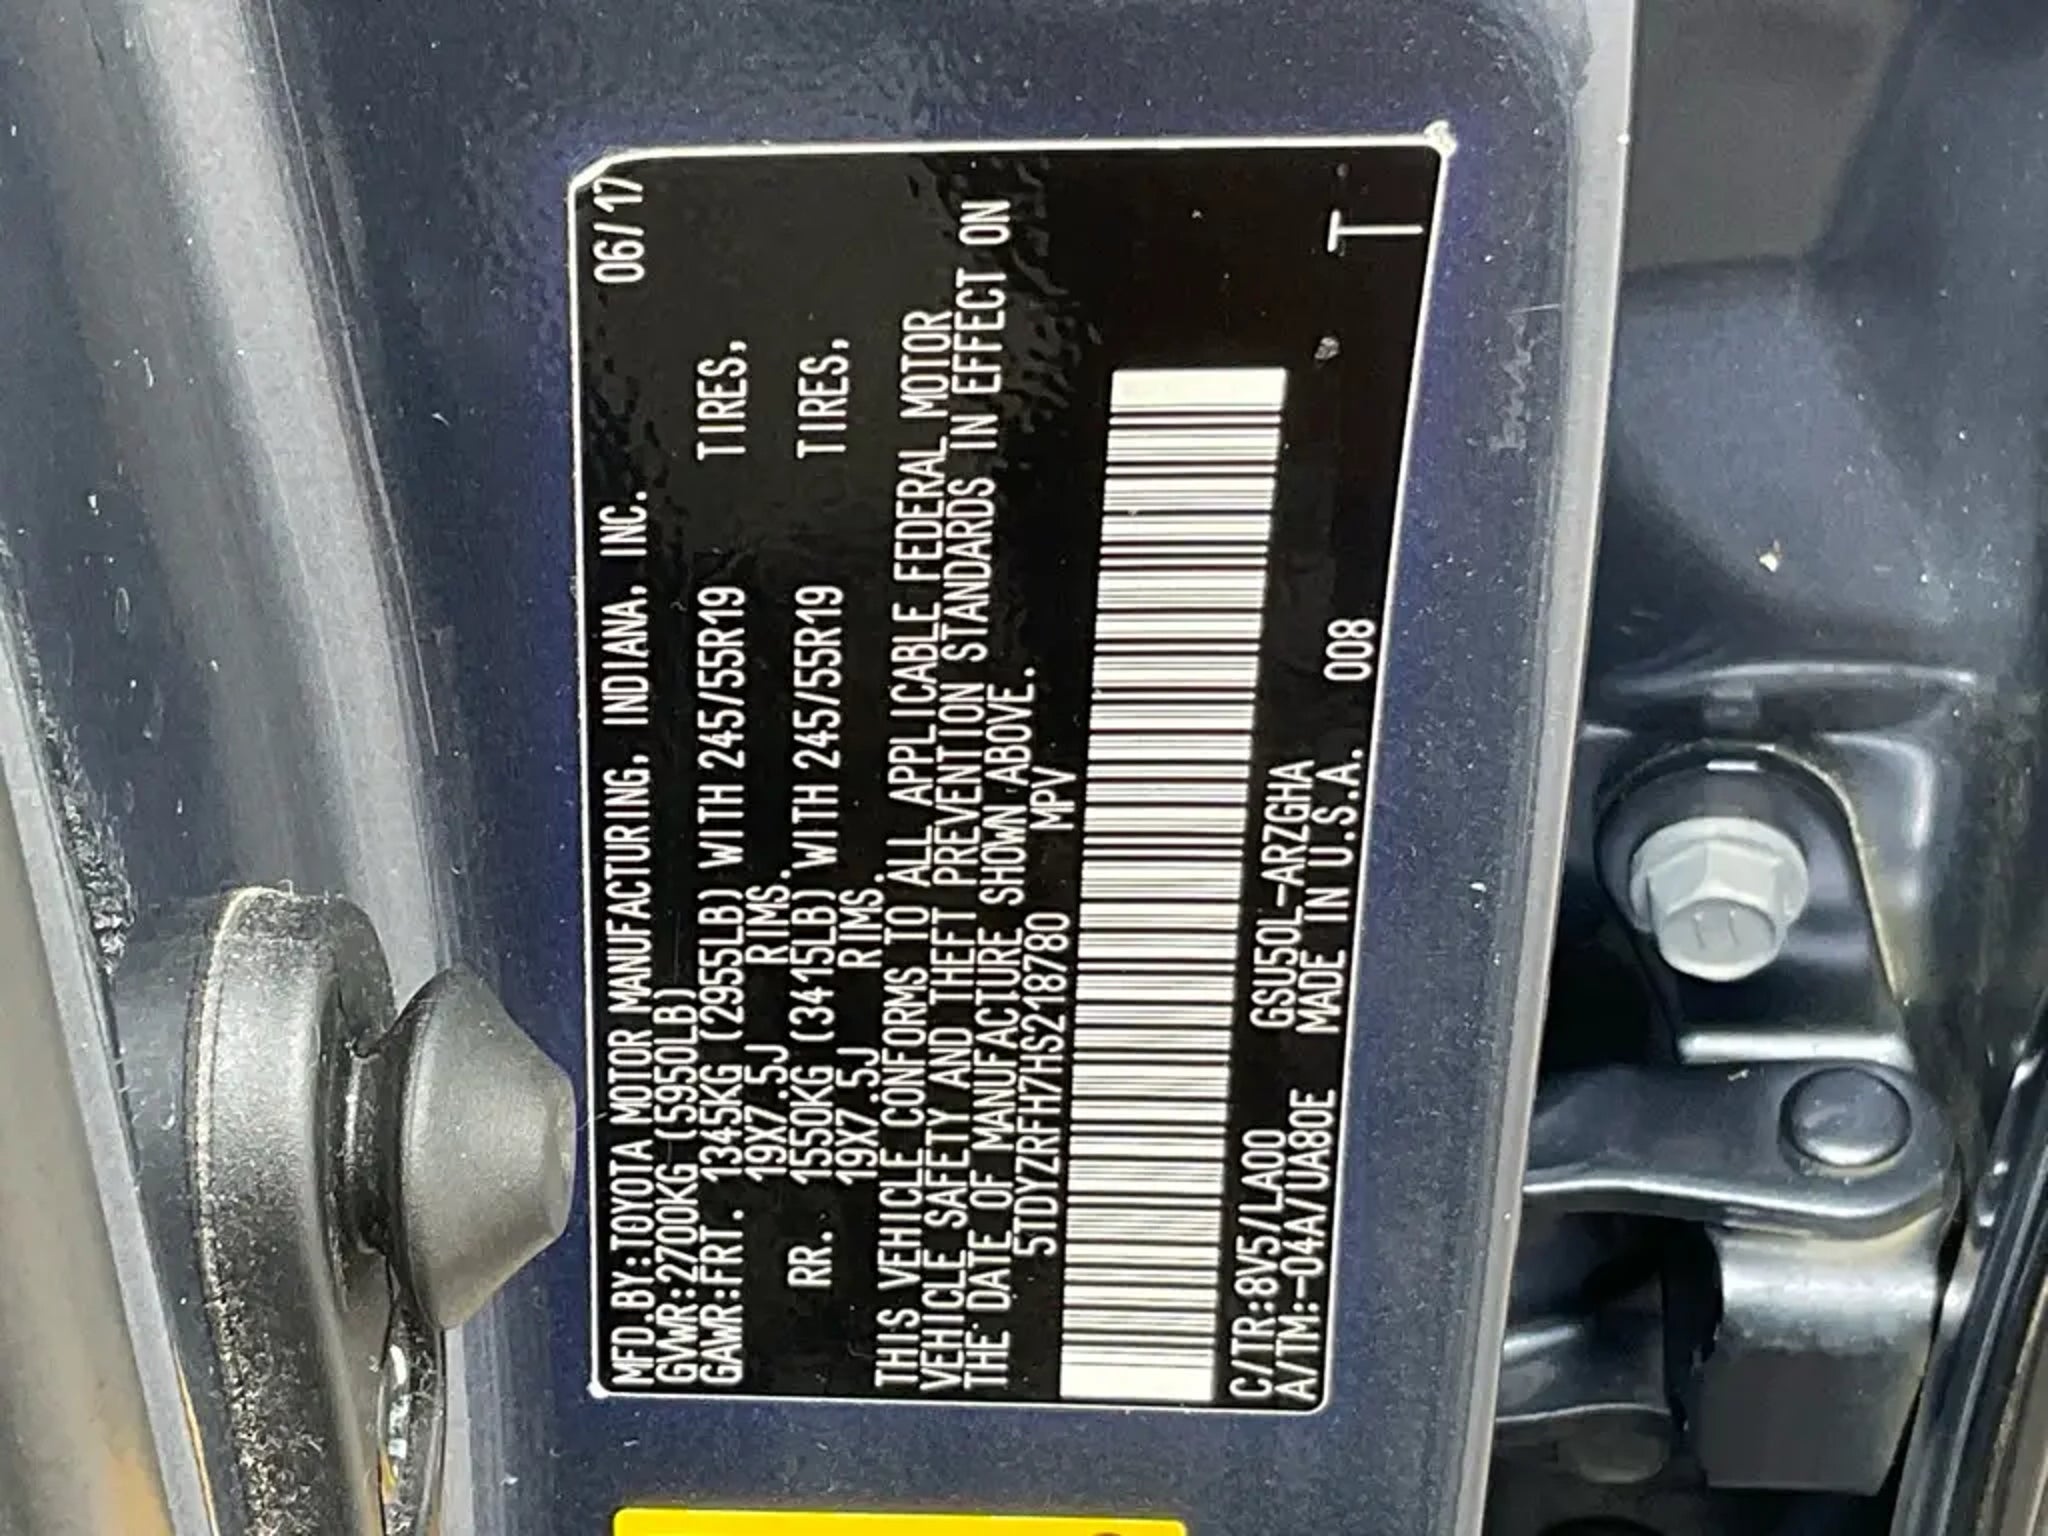 MFD.BY:TOYOTA MOTOR MANUFACTURING, INDIANA, INC. 06/17
GVWR:2700KG (5950LB)
GAWR:FRT. 1345KG (2955LB) WITH 245/55R19 TIRES,
19X7.5J RIMS.
RR. 1550KG (3415LB) WITH 245/55R19 TIRES,
19X7.5J RIMS.
THIS VEHICLE CONFORMS TO ALL APPLICABLE FEDERAL MOTOR
VEHICLE SAFETY AND THEFT PREVENTION STANDARDS IN EFFECT ON
THE DATE OF MANUFACTURE SHOWN ABOVE.
5TDYZRFH7HS218780 MPV
C/TR:8V5/LA00 GSU50L-ARZGHA
A/TM:-04A/UA80E MADE IN U.S.A. 008 T